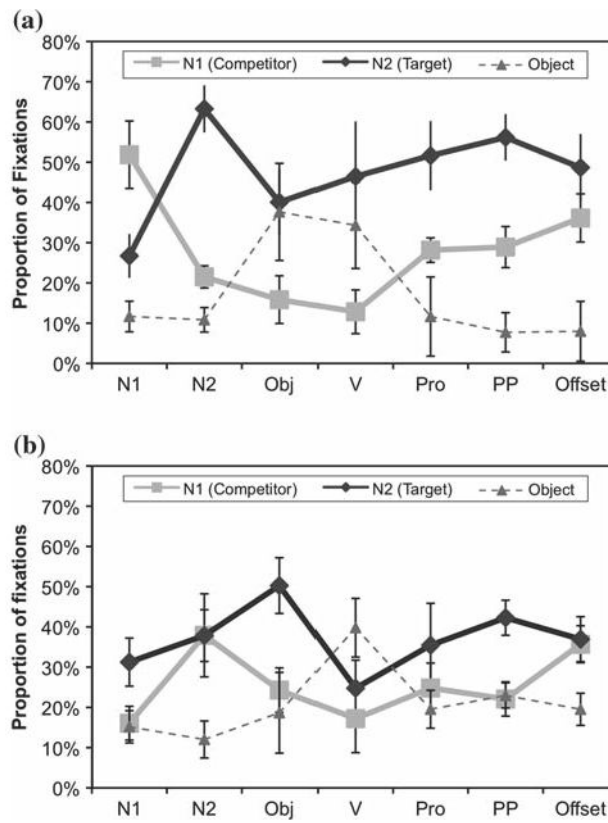 (a)
80%
70%
60%
50%
40%
30%
20%
10%
0%
Proportion of Fixations
N1 (Competitor) N2 (Target) Object
N1 N2 Obj V Pro PP Offset
(b)
80%
70%
60%
50%
40%
30%
20%
10%
0%
Proportion of fixations
N1 (Competitor) N2 (Target) Object
N1 N2 Obj V Pro PP Offset